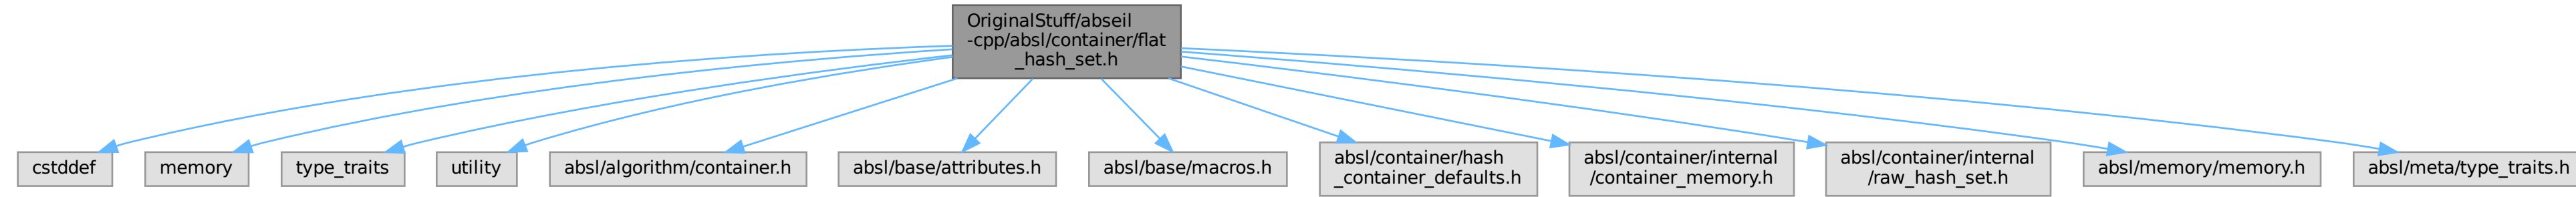 OriginalStuff/abseil
-cpp/absl/container/flat
_hash_set.h
cstddef
memory
type_traits
utility
absl/algorithm/container.h
absl/base/attributes.h
absl/base/macros.h
absl/container/hash
_container_defaults.h
absl/container/internal
/container_memory.h
absl/container/internal
/raw_hash_set.h
absl/memory/memory.h
absl/meta/type_traits.h